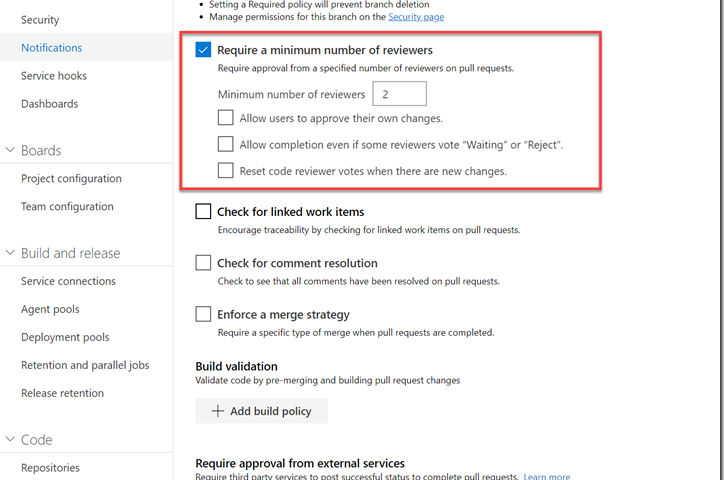 Security
Notifications
Service hooks
Dashboards
Boards
Project configuration
Team configuration
Build and release
Service connections
Agent pools
Deployment pools
Retention and parallel jobs
Release retention
Code
Repositories
• Setting a Required policy will prevent branch deletion
• Manage permissions for this branch on the Security page
Require a minimum number of reviewers
Require approval from a specified number of reviewers on pull requests.
Minimum number of reviewers 2
Allow users to approve their own changes.
Allow completion even if some reviewers vote "Waiting" or "Reject".
Reset code reviewer votes when there are new changes.
Check for linked work items
Encourage traceability by checking for linked work items on pull requests.
Check for comment resolution
Check to see that all comments have been resolved on pull requests.
Enforce a merge strategy
Require a specific type of merge when pull requests are completed.
Build validation
Validate code by pre-merging and building pull request changes
+ Add build policy
Require approval from external services
Require third party services to post successful status to complete pull requests. Learn more